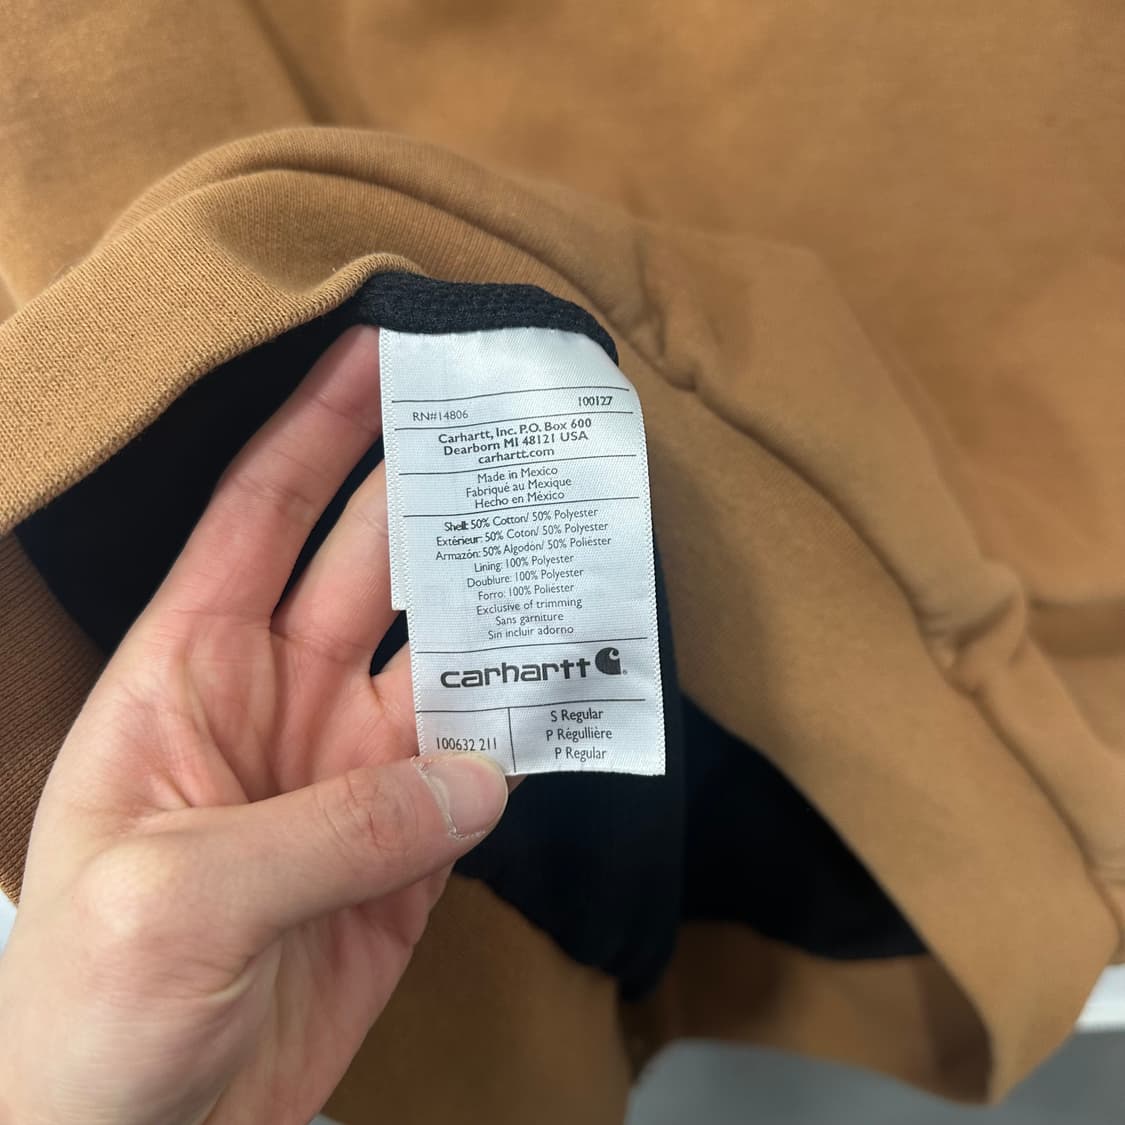 RN#14806 100127
Carhartt, Inc. P.O. Box 600
Dearborn MI 48121 USA
carhartt.com
Made in Mexico
Fabriqué au Mexique
Hecho en México
Shell: 50% Cotton/ 50% Polyester
Extérieur: 50% Coton/ 50% Polyester
Armazón: 50% Algodón/ 50% Poliéster
Lining: 100% Polyester
Doublure: 100% Polyester
Forro: 100% Poliéster
Exclusive of trimming
Sans garniture
Sin incluir adorno
carhartt
100632 211
S Regular
P Régullière
P Regular